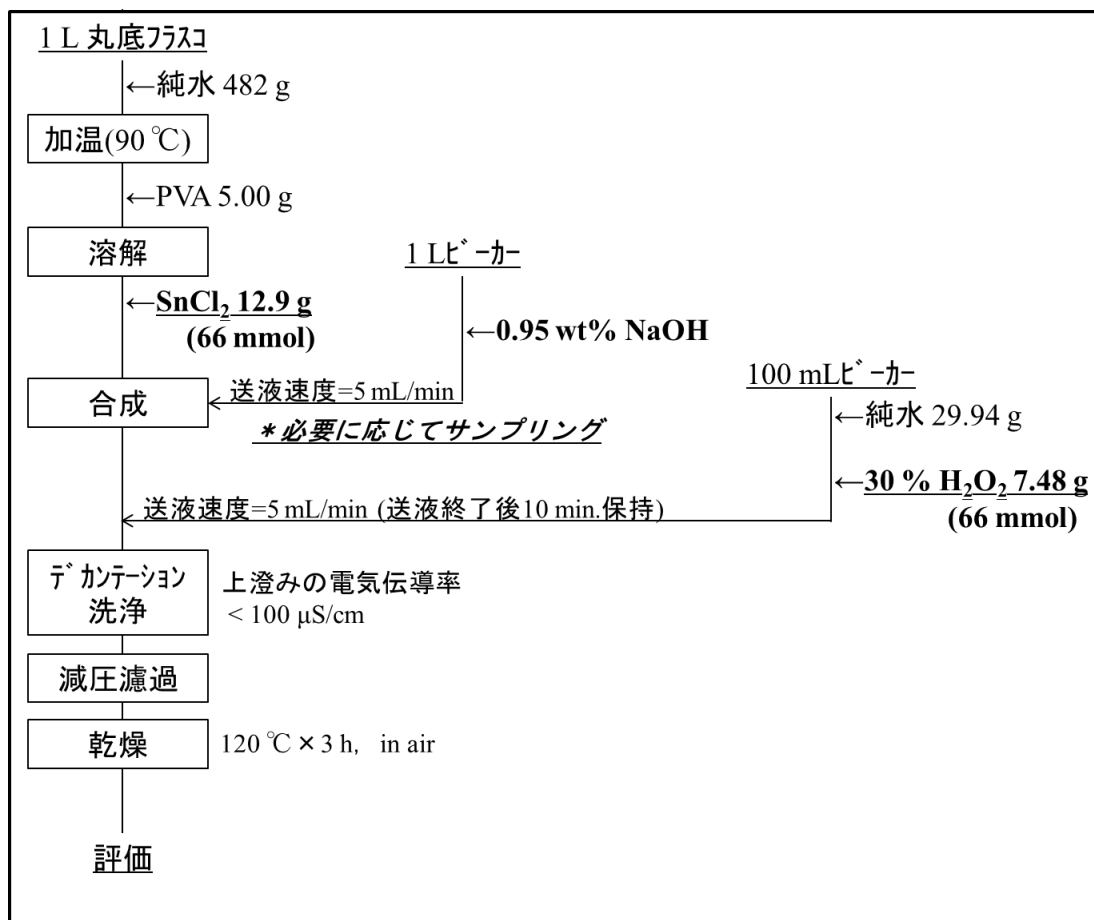 1 L 丸底ﾌﾗｽｺ
←純水 482 g
加温(90 ℃)
←PVA 5.00 g
溶解
←SnCl₂ 12.9 g
(66 mmol)
1 Lﾋﾞｰｶｰ
←0.95 wt% NaOH
送液速度=5 mL/min
合成
＊必要に応じてサンプリング
100 mLﾋﾞｰｶｰ
←純水 29.94 g
←30 % H₂O₂ 7.48 g
(66 mmol)
送液速度=5 mL/min (送液終了後10 min.保持)
ﾃﾞｶﾝﾃｰｼｮﾝ
洗浄
上澄みの電気伝導率
< 100 μS/cm
減圧濾過
乾燥
120 ℃ × 3 h, in air
評価